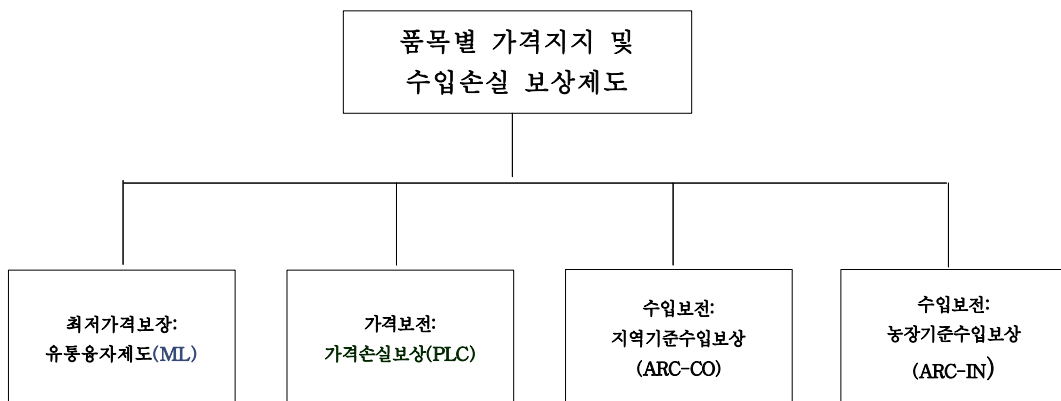 품목별 가격지지 및
수입손실 보상제도
최저가격보장:
유통융자제도(ML)
가격보전:
가격손실보상(PLC)
수입보전:
지역기준수입보상
(ARC-CO)
수입보전:
농장기준수입보상
(ARC-IN)